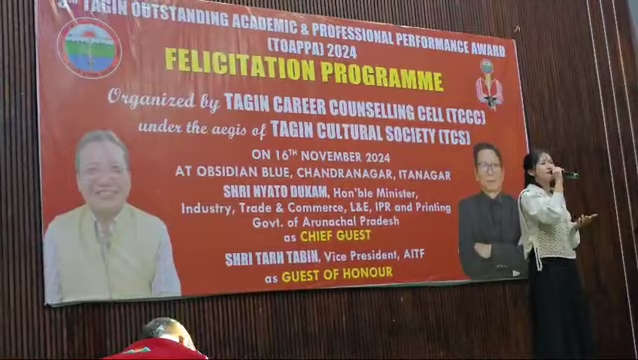 TAGIN OUTSTANDING ACADEMIC & PROFESSIONAL PERFORMANCE AWARD
(TOAPPA) 2024
FELICITATION PROGRAMME
Organized by TAGIN CAREER COUNSELLING CELL (TCCC)
under the aegis of TAGIN CULTURAL SOCIETY (TCS)
ON 16TH NOVEMBER 2024
AT OBSIDIAN BLUE, CHANDRANAGAR, ITANAGAR
SHRI NYATO DUKAM, Hon'ble Minister,
Industry, Trade & Commerce, L&E, IPR and Printing
Govt. of Arunachal Pradesh
as CHIEF GUEST
SHRI TARH TABIN, Vice President, AITF
as GUEST OF HONOUR